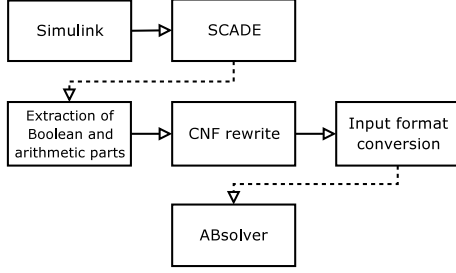 Simulink
SCADE
Extraction of
Boolean and
arithmetic parts
CNF rewrite
Input format
conversion
ABsolver